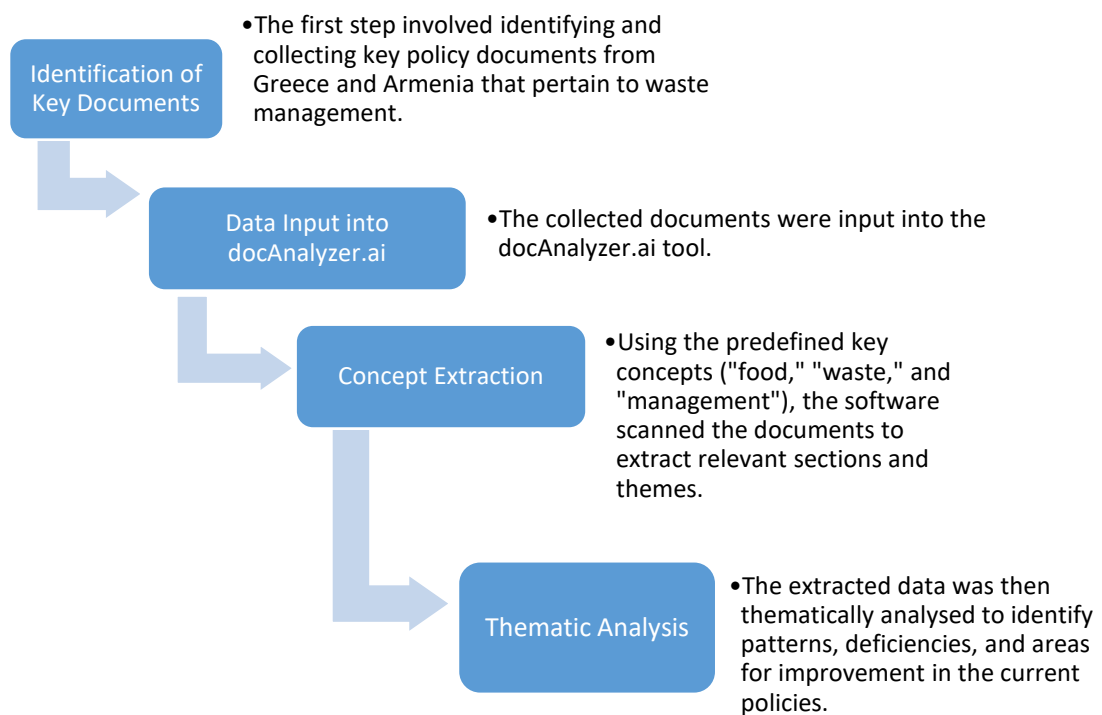 Identification of
Key Documents
•The first step involved identifying and
collecting key policy documents from
Greece and Armenia that pertain to waste
management.
Data Input into
docAnalyzer.ai
•The collected documents were input into the
docAnalyzer.ai tool.
Concept Extraction
•Using the predefined key
concepts ("food," "waste," and
"management"), the software
scanned the documents to
extract relevant sections and
themes.
Thematic Analysis
•The extracted data was then
thematically analysed to identify
patterns, deficiencies, and areas
for improvement in the current
policies.